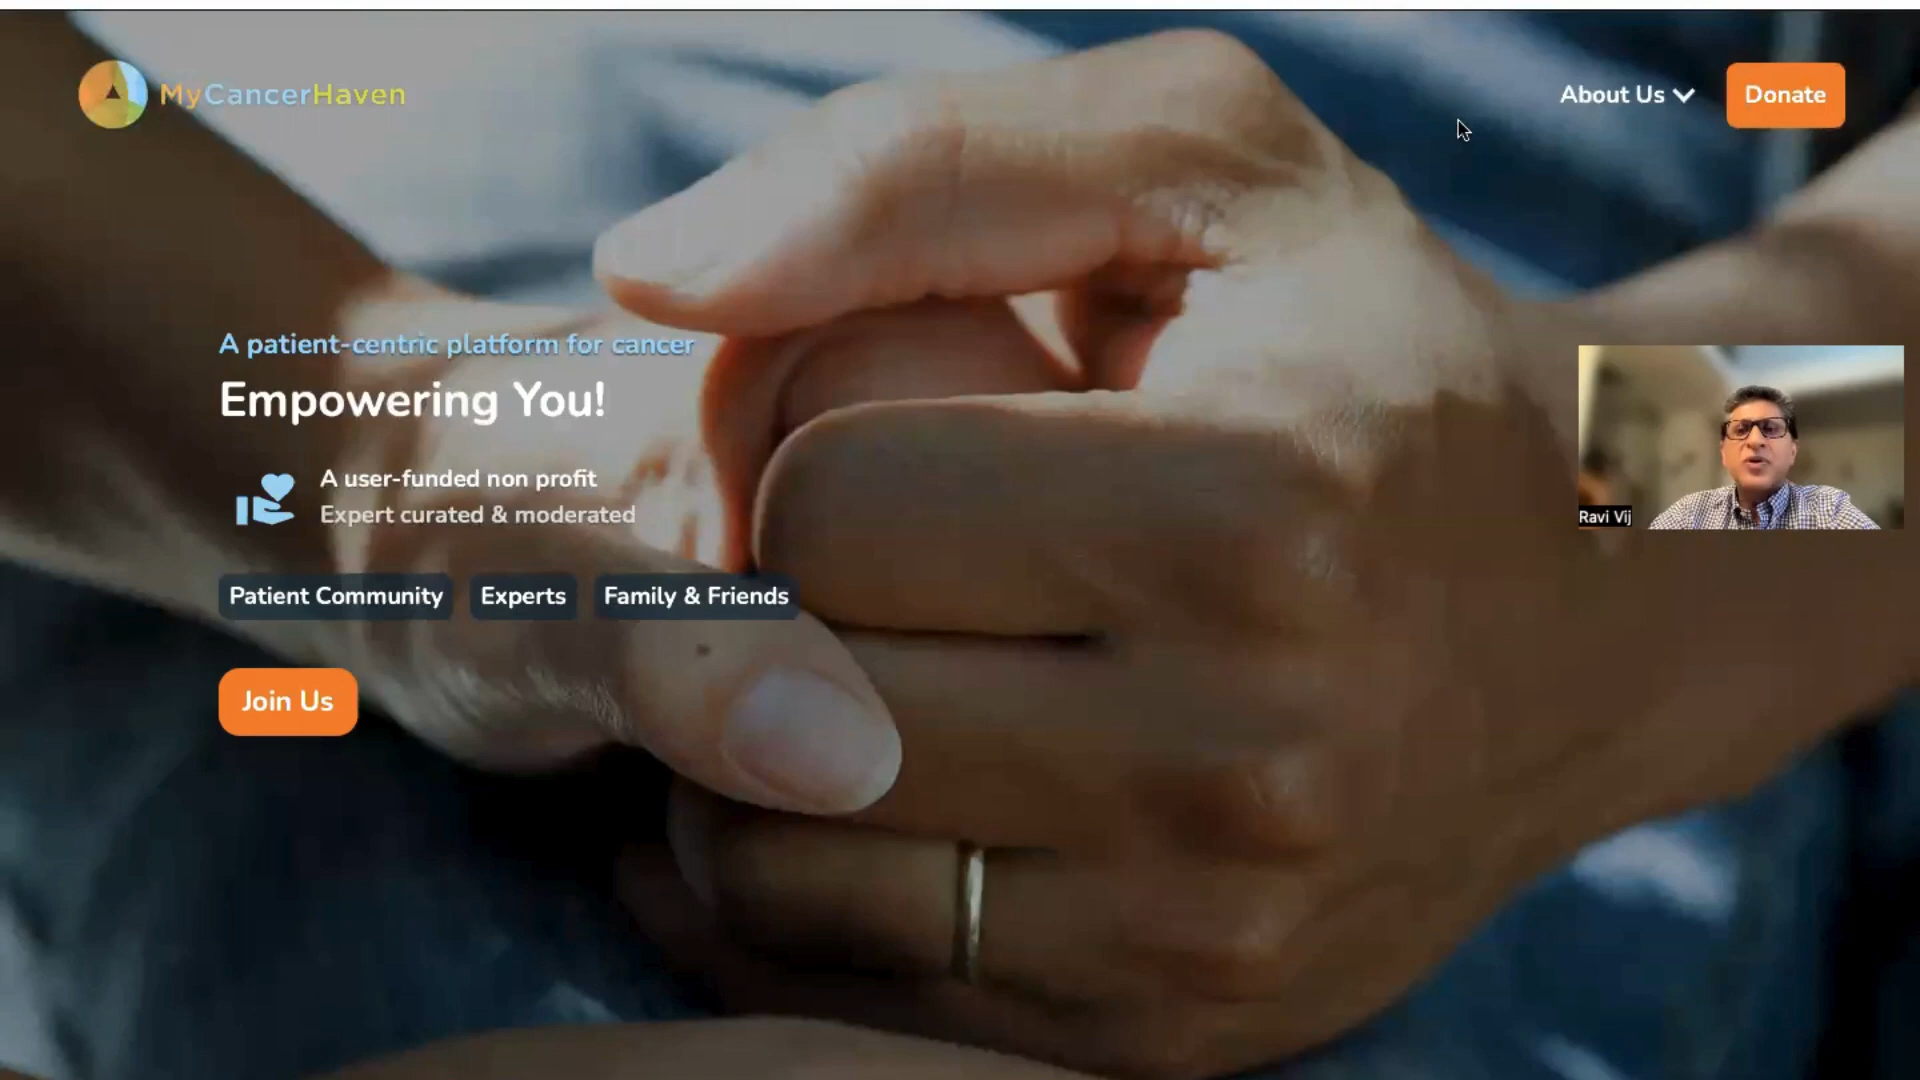 MyCancerHaven
About Us
Donate
A patient-centric platform for cancer
Empowering You!
A user-funded non profit
Expert curated & moderated
Patient Community
Experts
Family & Friends
Join Us
Ravi Vij